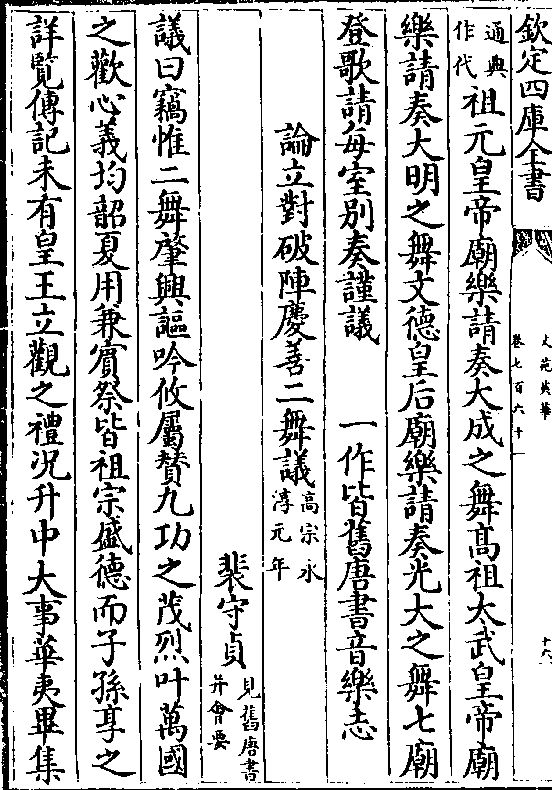 欽定四庫全書
文苑英華
卷七百六十一
十六
通典作代祖元皇帝廟樂請奏大成之舞髙祖太武皇帝廟
樂請奏大明之舞文德皇后廟樂請奏光大之舞七廟
登歌請每室别奏謹議　一作皆舊唐書音樂志
論立對破陣慶善二舞議髙宗永淳元年
裴守貞見舊唐書并會要
議曰竊惟二舞肇興謳吟攸屬賛九功之茂烈叶萬國
之歡心義均韶夏用兼賓祭皆祖宗盛德而子孫享之
詳覽傳記未有皇王立觀之禮况升中大事華夷畢集